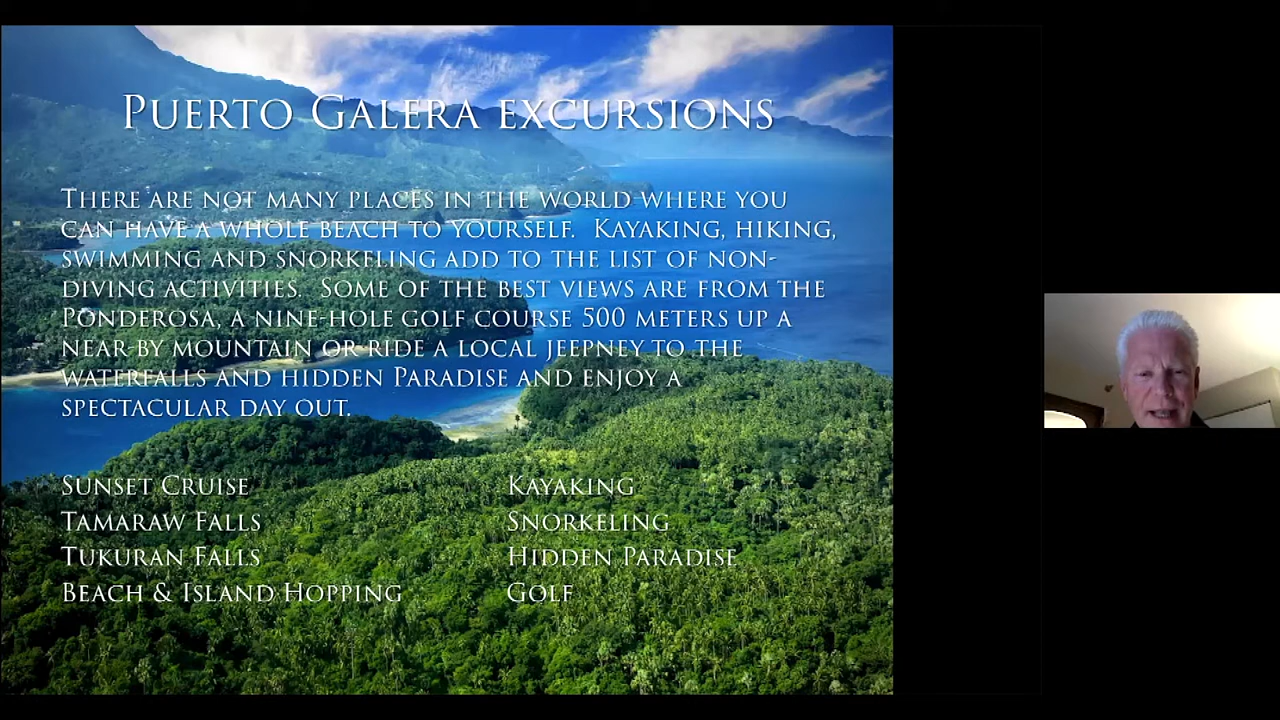 Puerto Galera excursions
There are not many places in the world where you
can have a whole beach to yourself.  Kayaking, hiking,
swimming and snorkeling add to the list of non-
diving activities.  Some of the best views are from the
Ponderosa, a nine-hole golf course 500 meters up a
near-by mountain or ride a local jeepney to the
waterfalls and hidden Paradise and enjoy a
spectacular day out.
Sunset Cruise
Tamaraw Falls
Tukuran Falls
Beach & Island Hopping
Kayaking
Snorkeling
Hidden Paradise
Golf